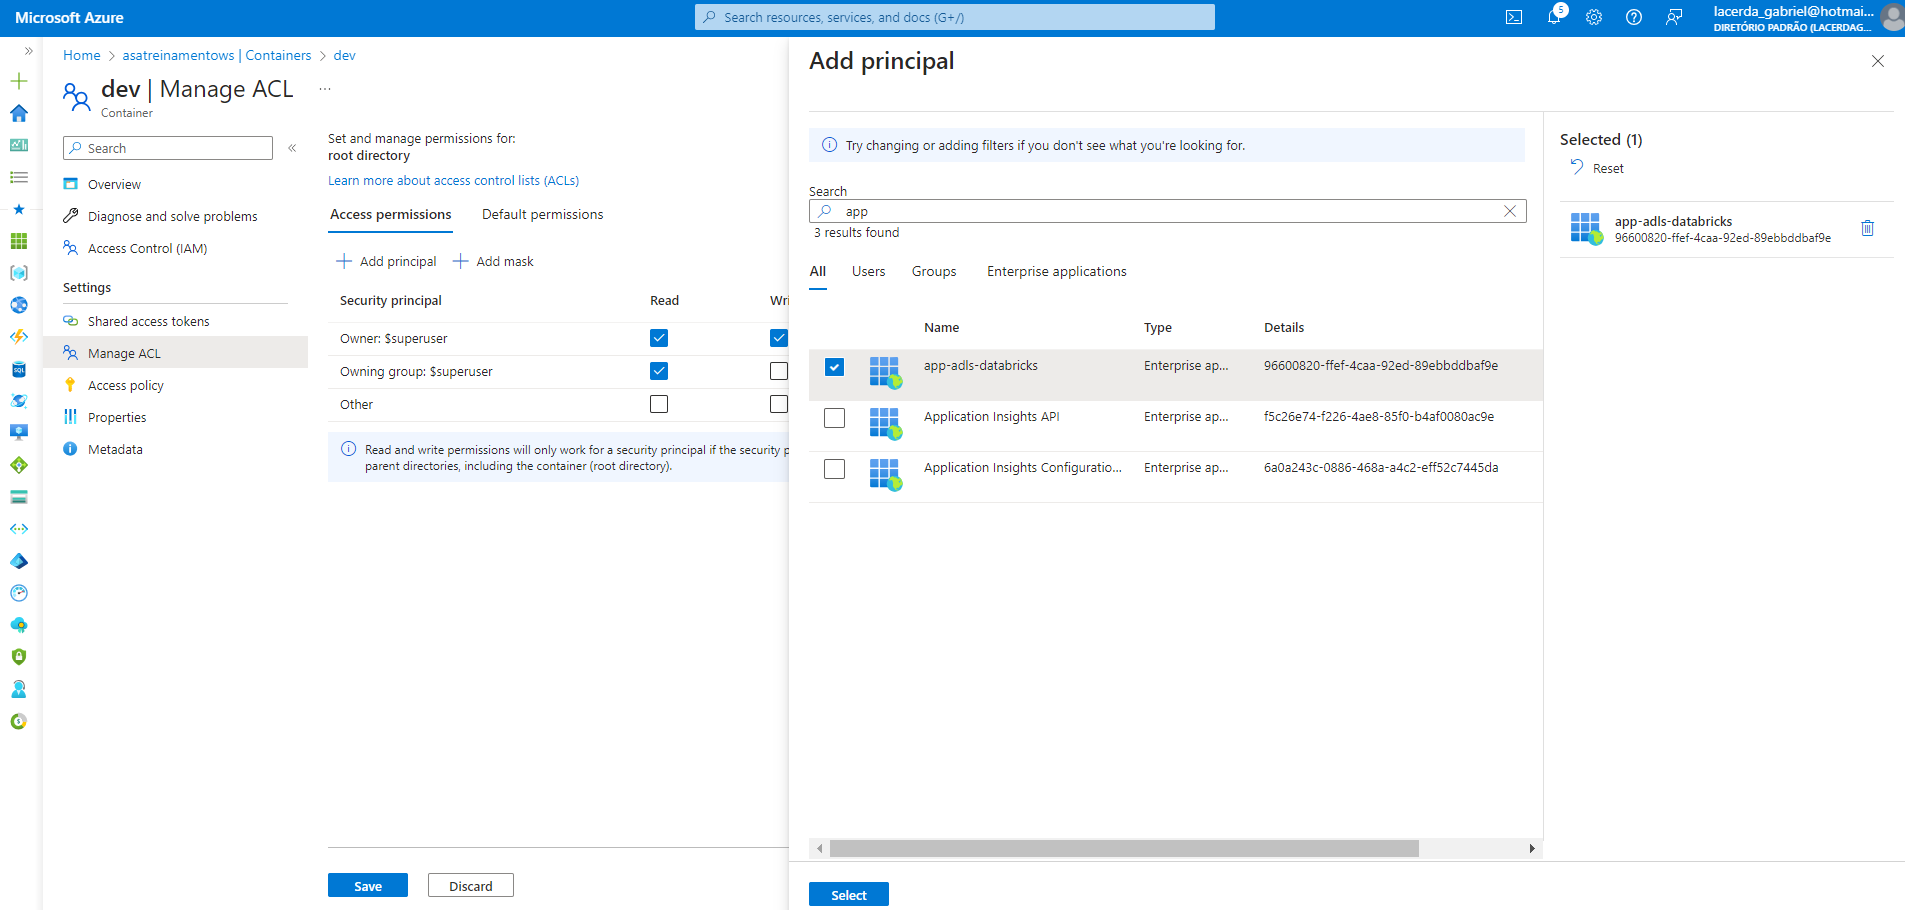 Microsoft Azure
Search resources, services, and docs (G+/)
5
lacerda_gabriel@hotmai...
DIRETÓRIO PADRÃO (LACERDAG...
Home > asatreinamentows | Containers > dev
dev | Manage ACL ...
Container
Search
«
Overview
Diagnose and solve problems
Access Control (IAM)
Settings
Shared access tokens
Manage ACL
Access policy
Properties
Metadata
Set and manage permissions for:
root directory
Learn more about access control lists (ACLs)
Access permissions Default permissions
+ Add principal + Add mask
Security principal Read Wri
Owner: $superuser
Owning group: $superuser
Other
Read and write permissions will only work for a security principal if the security p
parent directories, including the container (root directory).
Save Discard
Add principal
Try changing or adding filters if you don't see what you're looking for.
Search
app
3 results found
All Users Groups Enterprise applications
Name Type Details
app-adls-databricks Enterprise ap... 96600820-ffef-4caa-92ed-89ebbddbaf9e
Application Insights API Enterprise ap... f5c26e74-f226-4ae8-85f0-b4af0080ac9e
Application Insights Configuratio... Enterprise ap... 6a0a243c-0886-468a-a4c2-eff52c7445da
Select
Selected (1)
Reset
app-adls-databricks
96600820-ffef-4caa-92ed-89ebbddbaf9e